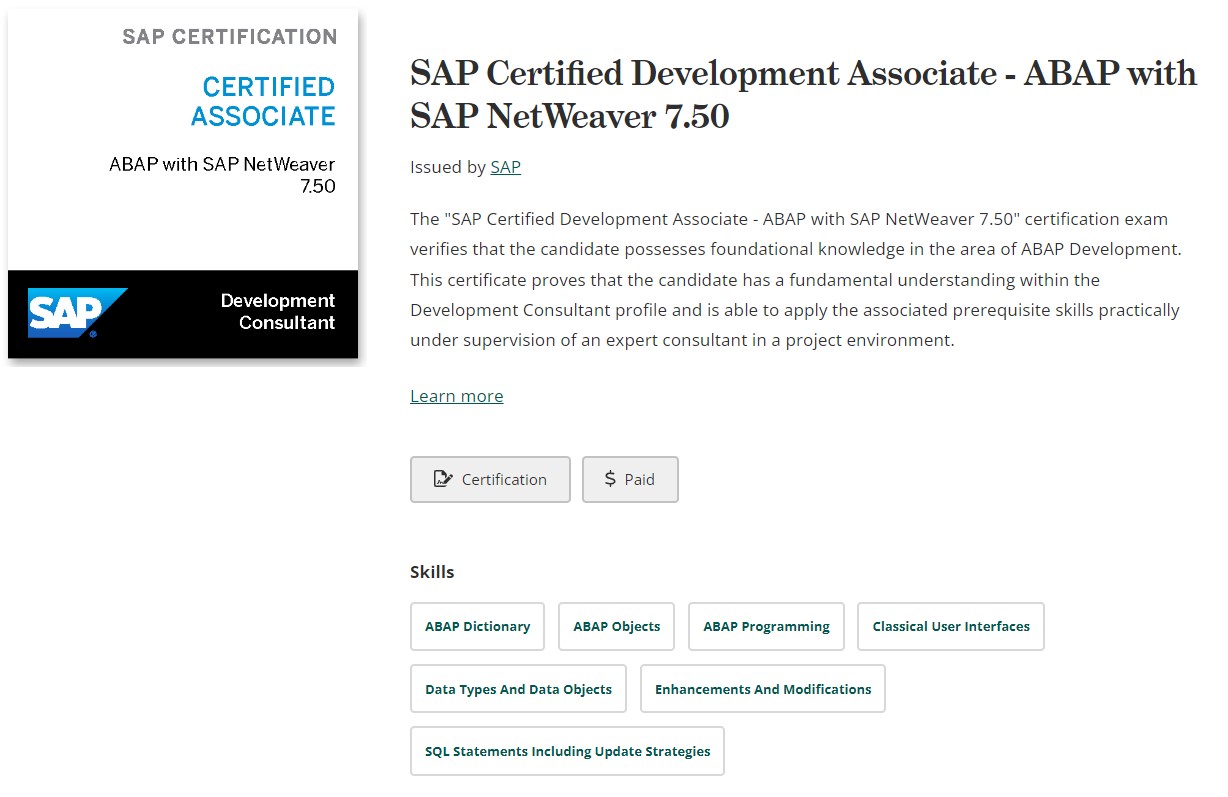 SAP CERTIFICATION
CERTIFIED
ASSOCIATE
ABAP with SAP NetWeaver
7.50
SAP
®
Development
Consultant
SAP Certified Development Associate - ABAP with
SAP NetWeaver 7.50
Issued by SAP
The "SAP Certified Development Associate - ABAP with SAP NetWeaver 7.50" certification exam
verifies that the candidate possesses foundational knowledge in the area of ABAP Development.
This certificate proves that the candidate has a fundamental understanding within the
Development Consultant profile and is able to apply the associated prerequisite skills practically
under supervision of an expert consultant in a project environment.
Learn more
Certification
$ Paid
Skills
ABAP Dictionary
ABAP Objects
ABAP Programming
Classical User Interfaces
Data Types And Data Objects
Enhancements And Modifications
SQL Statements Including Update Strategies